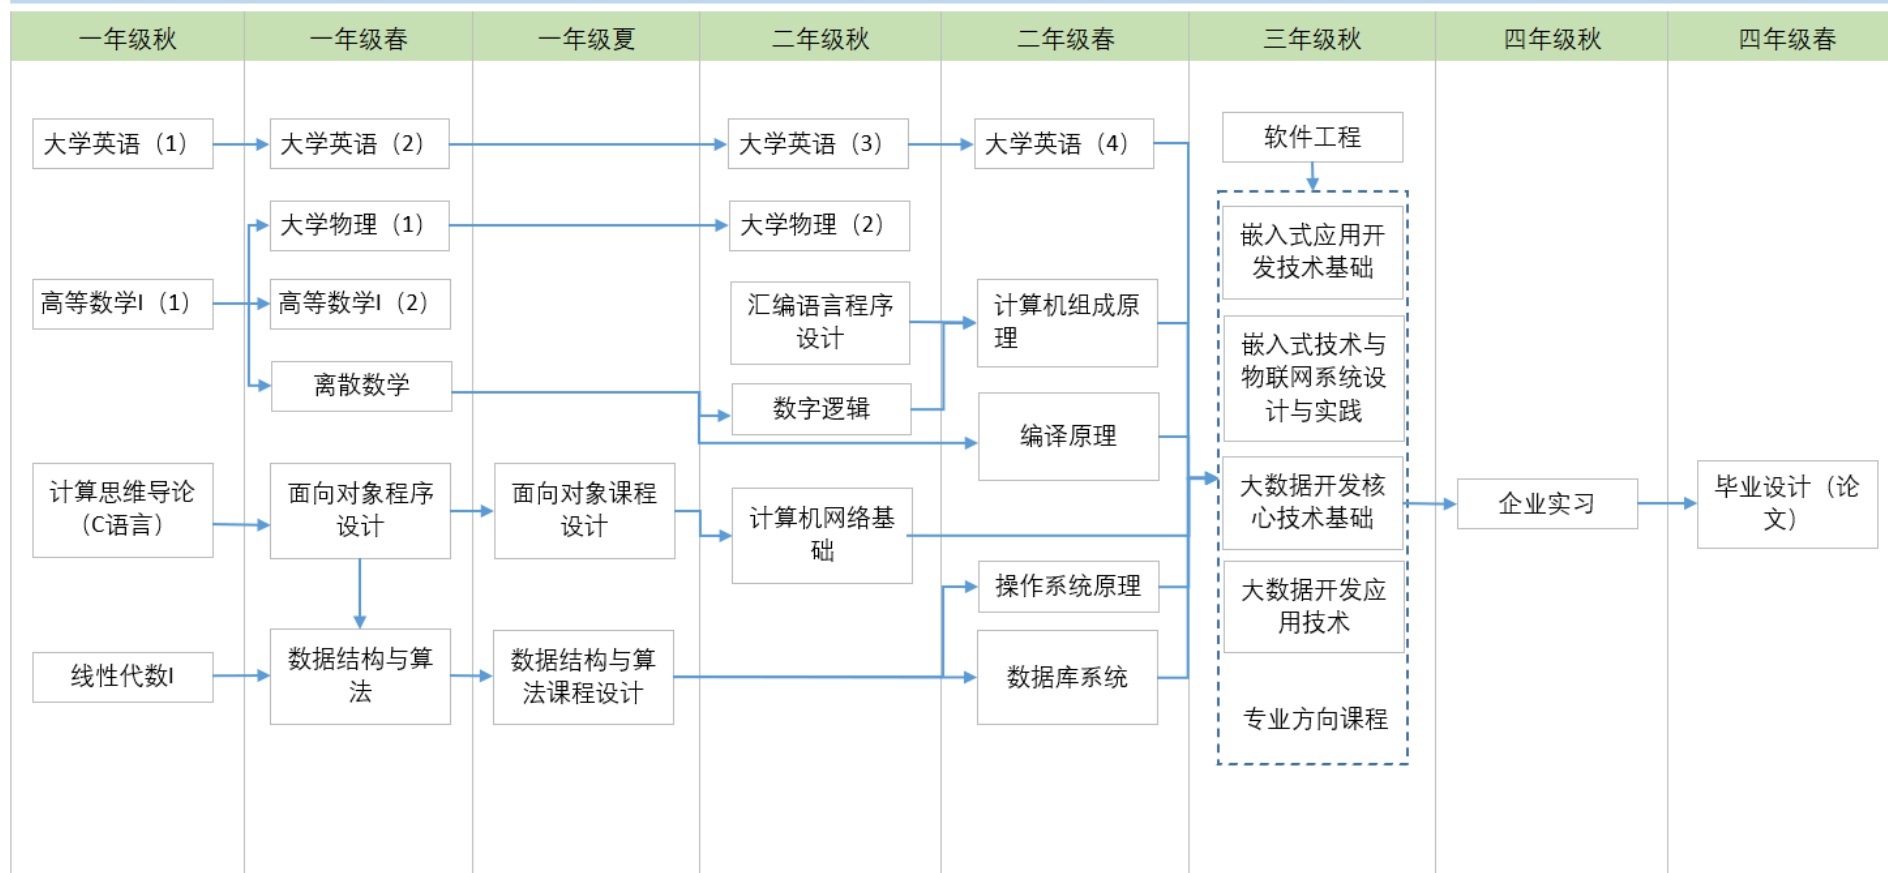 一年级秋
一年级春
一年级夏
二年级秋
二年级春
三年级秋
四年级秋
四年级春
大学英语（1）
大学英语（2）
大学英语（3）
大学英语（4）
软件工程
大学物理（1）
大学物理（2）
嵌入式应用开
发技术基础
高等数学I（1）
高等数学I（2）
汇编语言程序
设计
计算机组成原
理
嵌入式技术与
物联网系统设
计与实践
离散数学
数字逻辑
编译原理
计算思维导论
（C语言）
面向对象程序
设计
面向对象课程
设计
计算机网络基
础
大数据开发核
心技术基础
企业实习
毕业设计（论
文）
操作系统原理
大数据开发应
用技术
线性代数I
数据结构与算
法
数据结构与算
法课程设计
数据库系统
专业方向课程